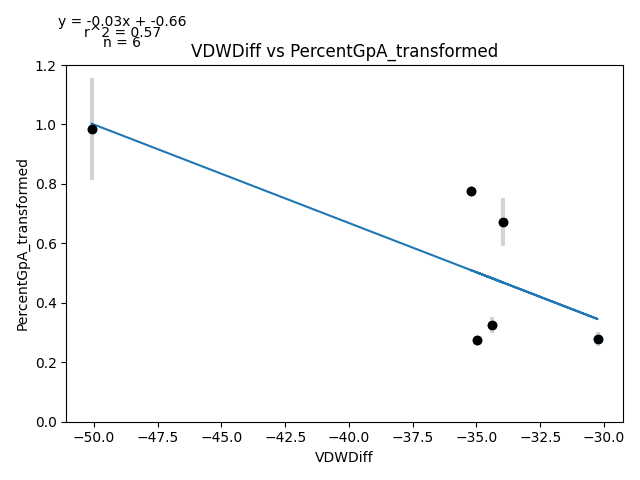 y = -0.03x + -0.66
r^2 = 0.57
n = 6
VDWDiff vs PercentGpA_transformed
1.2
1.0
0.8
0.6
0.4
0.2
0.0
PercentGpA_transformed
−50.0 −47.5 −45.0 −42.5 −40.0 −37.5 −35.0 −32.5 −30.0
VDWDiff